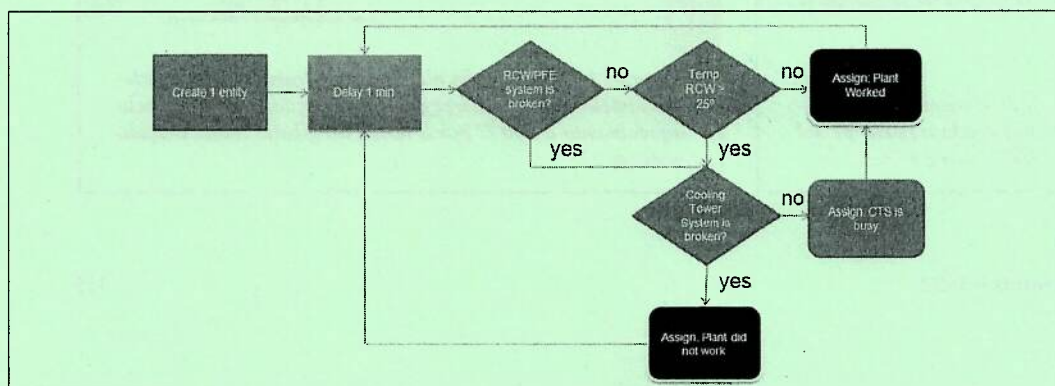 Create 1 entity
Delay 1 min
RCW/PFE
system is
broken?
no
Temp
RCW >
25º
no
Assign: Plant
Worked
yes
yes
Cooling
Tower
System is
broken?
no
Assign. CTS is
busy
yes
Assign. Plant did
not work